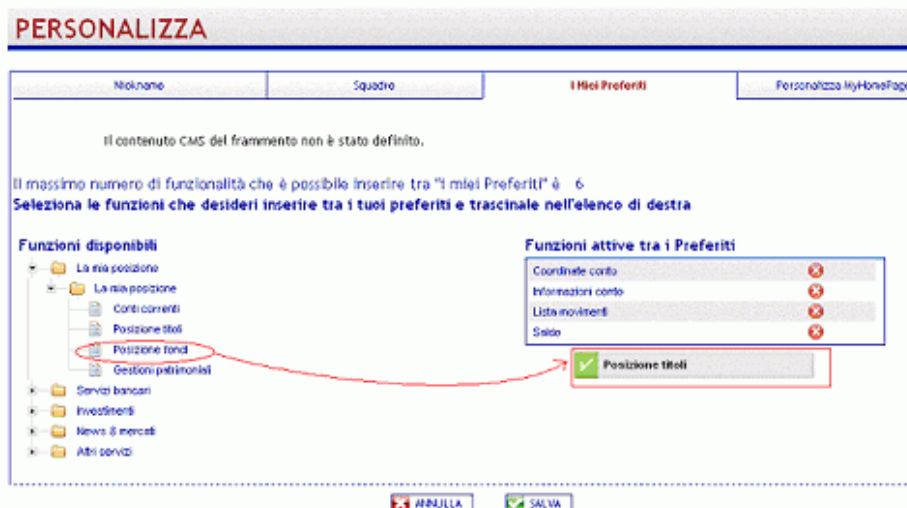 PERSONALIZZA
Nickname
Squadre
I Miei Preferiti
Personalizza MyHomePage
Il contenuto CMS del frammento non è stato definito.
Il massimo numero di funzionalità che è possibile inserire tra "i miei Preferiti" è 6
Seleziona le funzioni che desideri inserire tra i tuoi preferiti e trascinale nell'elenco di destra
Funzioni disponibili
La mia posizione
La mia posizione
Conti correnti
Posizione titoli
Posizione fondi
Gestioni patrimoniali
Servizi bancari
Investimenti
News & mercati
Altri servizi
Funzioni attive tra i Preferiti
Coordinate conto
Informazioni conto
Lista movimenti
Saldo
Posizione titoli
ANNULLA
SALVA